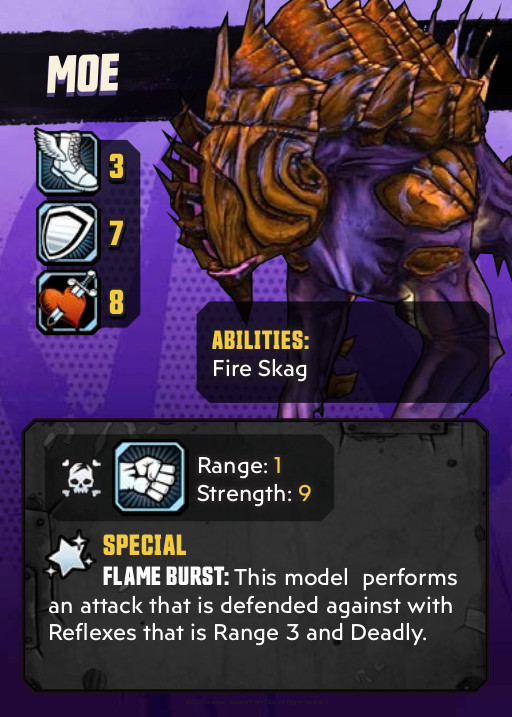 MOE
3
7
8
ABILITIES:
Fire Skag
Range: 1
Strength: 9
SPECIAL
FLAME BURST: This model performs
an attack that is defended against with
Reflexes that is Range 3 and Deadly.